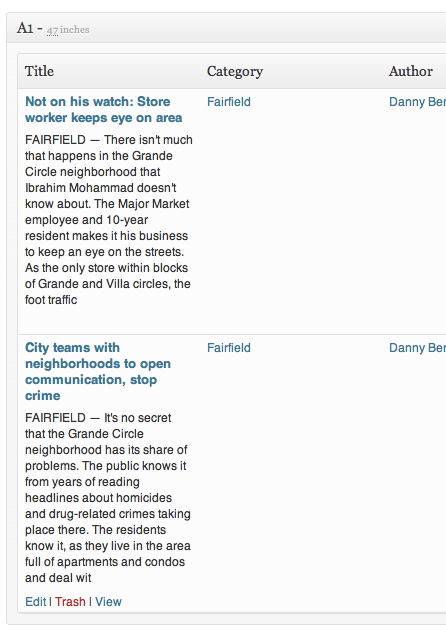 A1 - 47 inches
Title Category Author
Not on his watch: Store Fairfield Danny Ber
worker keeps eye on area
FAIRFIELD — There isn't much
that happens in the Grande
Circle neighborhood that
Ibrahim Mohammad doesn't
know about. The Major Market
employee and 10-year
resident makes it his business
to keep an eye on the streets.
As the only store within blocks
of Grande and Villa circles, the
foot traffic
City teams with Fairfield Danny Ber
neighborhoods to open
communication, stop
crime
FAIRFIELD — It's no secret
that the Grande Circle
neighborhood has its share of
problems. The public knows it
from years of reading
headlines about homicides
and drug-related crimes taking
place there. The residents
know it, as they live in the area
full of apartments and condos
and deal wit
Edit | Trash | View